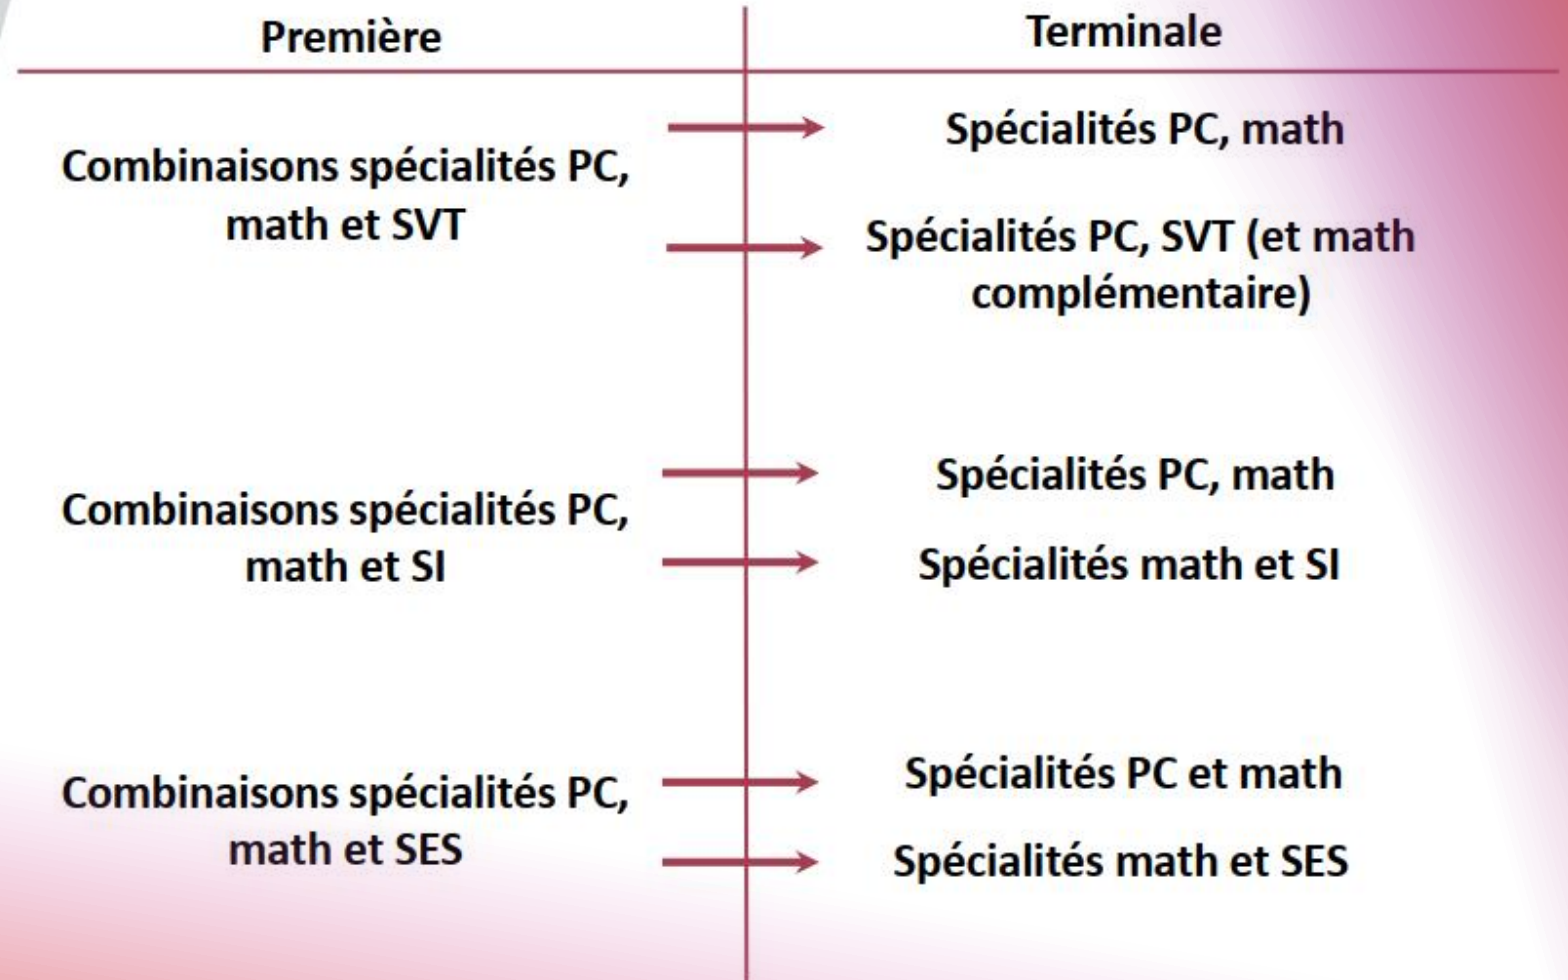 Première
Terminale
Combinaisons spécialités PC,
math et SVT
Spécialités PC, math
Spécialités PC, SVT (et math
complémentaire)
Combinaisons spécialités PC,
math et SI
Spécialités PC, math
Spécialités math et SI
Combinaisons spécialités PC,
math et SES
Spécialités PC et math
Spécialités math et SES